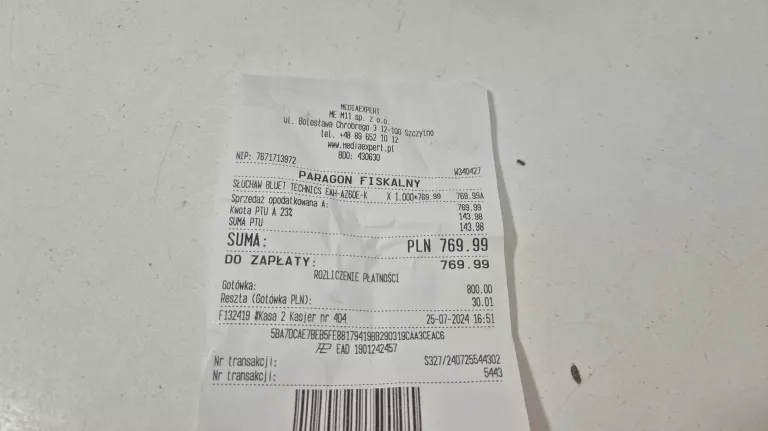 MEDIAEXPERT
ME M11 sp. z o.o.
ul. Bolesława Chrobrego 3 12-100 Szczytno
tel. +48 89 652 10 12
www.mediaexpert.pl
BDO: 430630
NIP: 7671713972 W340427
PARAGON FISKALNY
SŁUCHAW BLUET TECHNICS EAH-AZ60E-K X 1.000*769.99 769.99A
Sprzedaż opodatkowana A: 769.99
Kwota PTU A 23% 143.98
SUMA PTU 143.98
SUMA: PLN 769.99
DO ZAPŁATY: 769.99
ROZLICZENIE PŁATNOŚCI
Gotówka: 800.00
Reszta (Gotówka PLN): 30.01
F132419 #Kasa 2 Kasjer nr 404 25-07-2024 16:51
5BA7DCAE7BEB5FE88179419BB290319CAA3CEAC6
EAD 1901242457
Nr transakcji: S327/240725544302
Nr transakcji: 5443